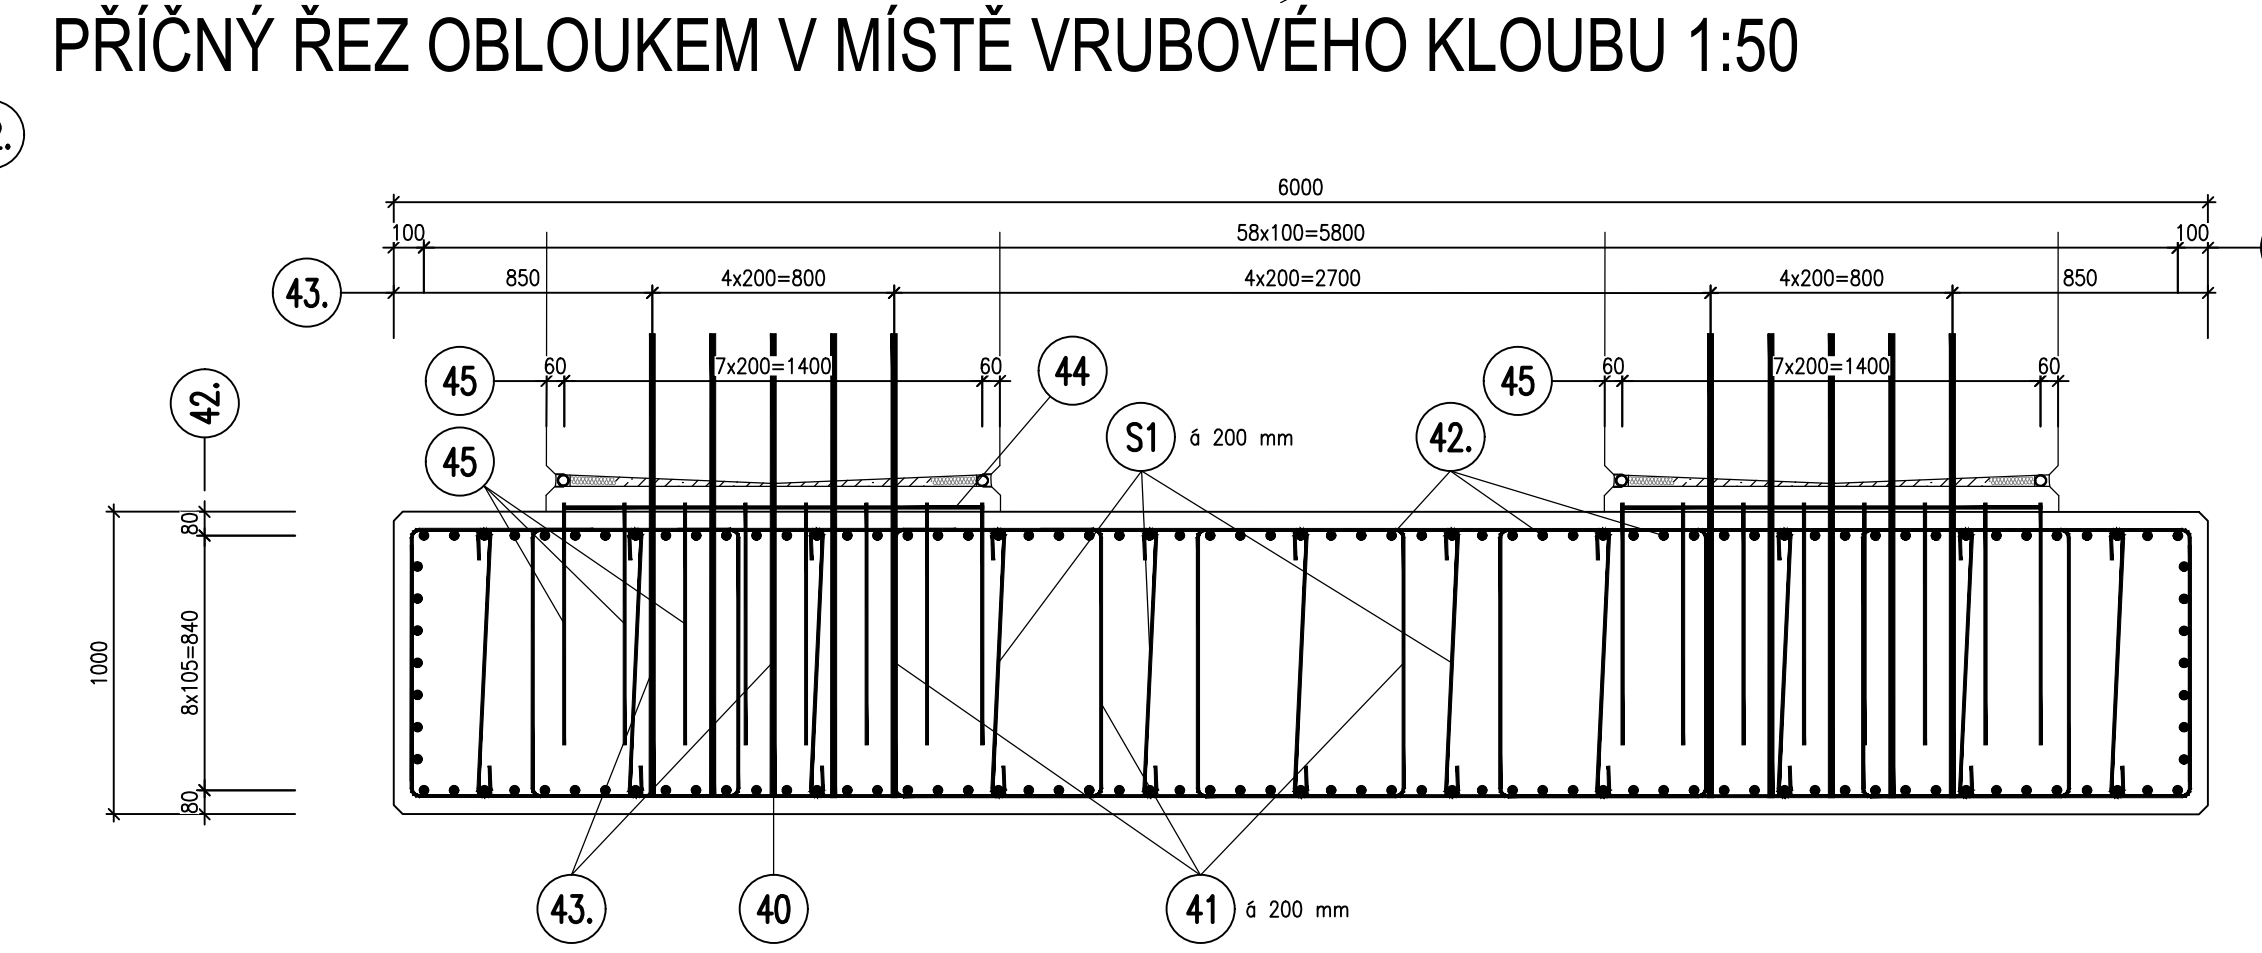 PŘÍČNÝ ŘEZ OBLOUKEM V MÍSTĚ VRUBOVÉHO KLOUBU 1:50
6000
100 58x100=5800 100
43. 850 4x200=800 4x200=2700 4x200=800 850
45 60 7x200=1400 60 44 45 60 7x200=1400 60
42.
45 S1 á 200 mm 42.
80
1000 8x105=840
80
43. 40 41 á 200 mm